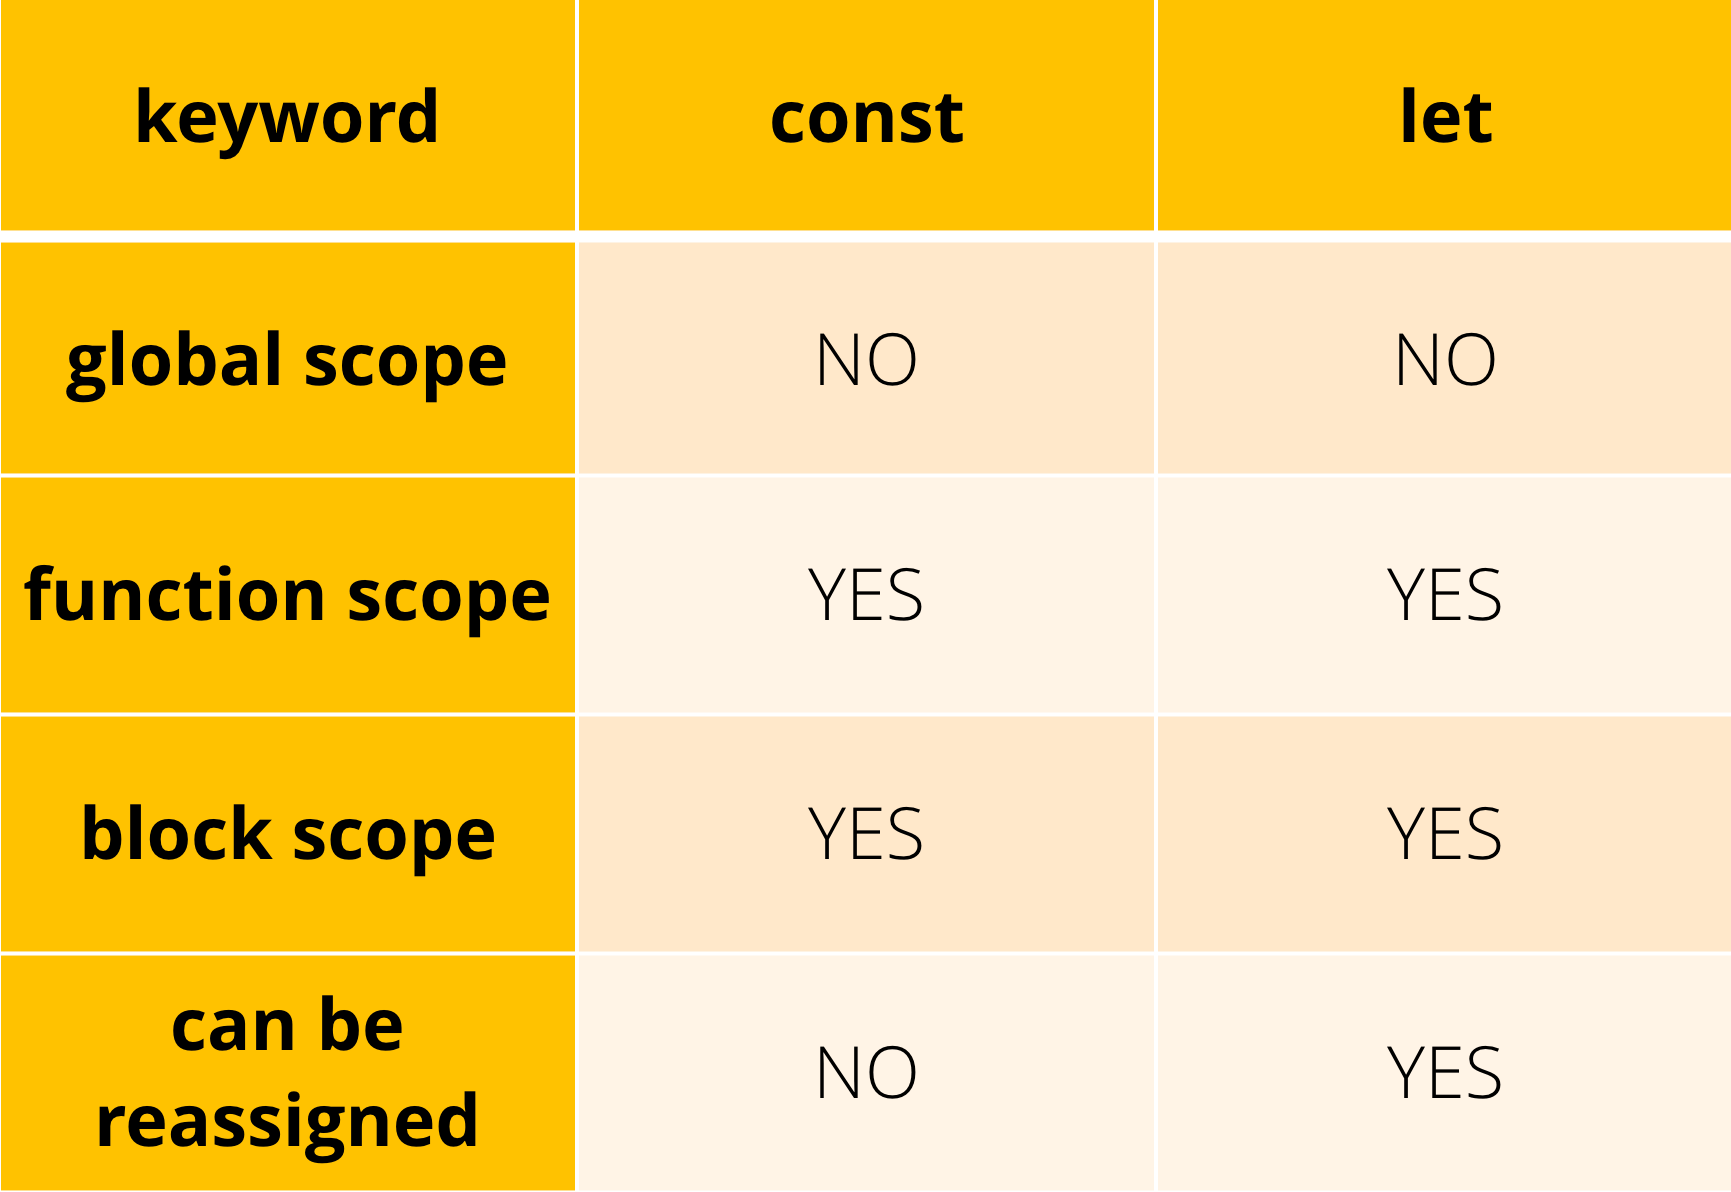 keyword const let
global scope NO NO
function scope YES YES
block scope YES YES
can be
reassigned NO YES